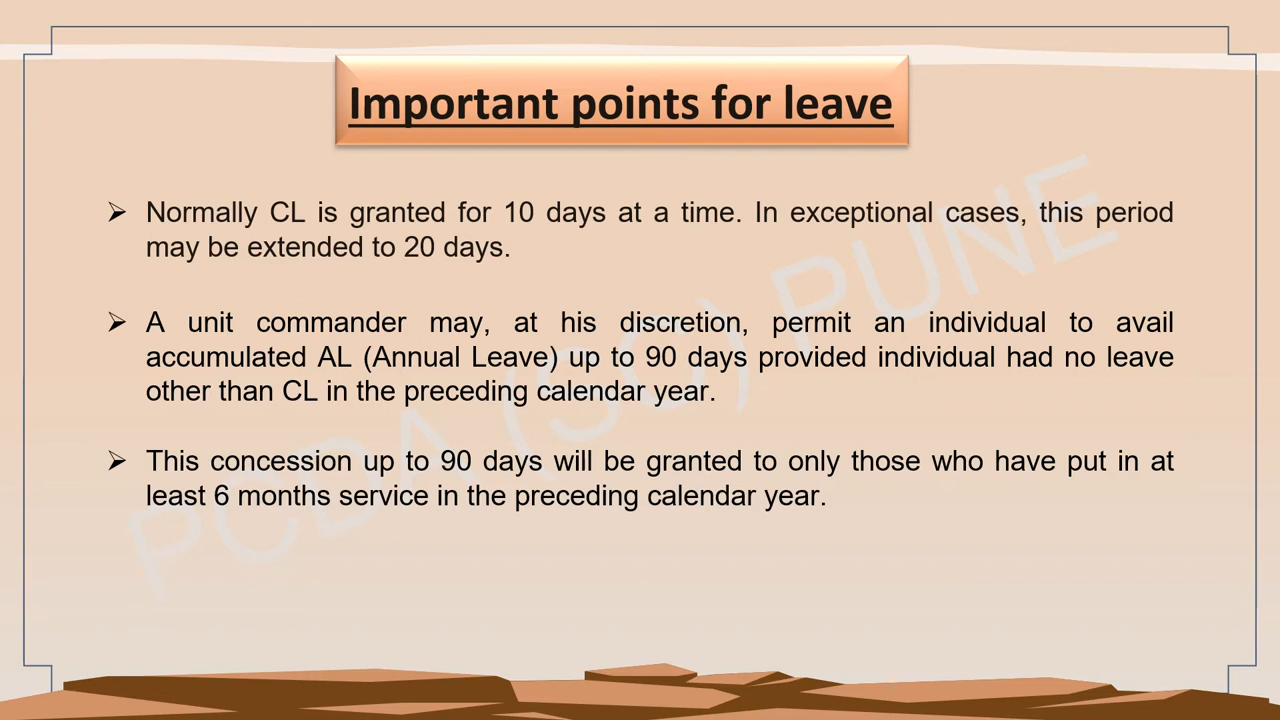 Important points for leave
➢ Normally CL is granted for 10 days at a time. In exceptional cases, this period
may be extended to 20 days.
➢ A unit commander may, at his discretion, permit an individual to avail
accumulated AL (Annual Leave) up to 90 days provided individual had no leave
other than CL in the preceding calendar year.
➢ This concession up to 90 days will be granted to only those who have put in at
least 6 months service in the preceding calendar year.
PCDA (SC) PUNE